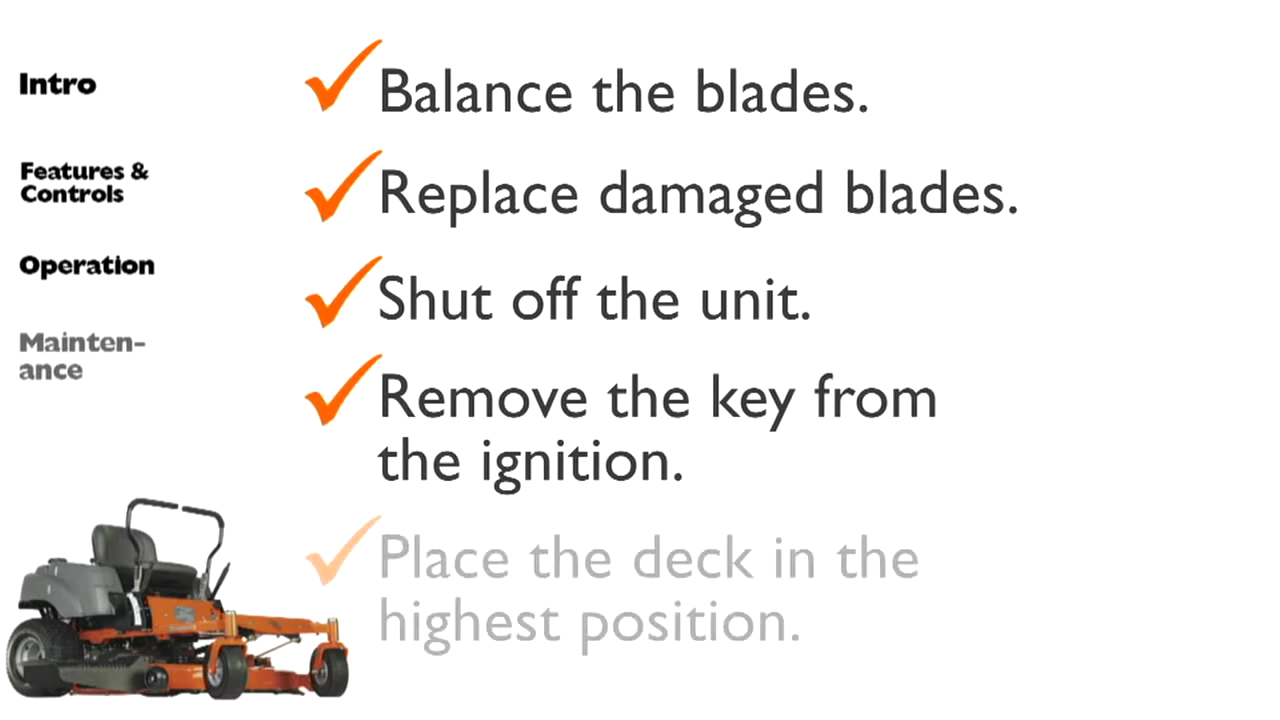 Intro
Features &
Controls
Operation
Mainten-
ance
Balance the blades.
Replace damaged blades.
Shut off the unit.
Remove the key from
the ignition.
Place the deck in the
highest position.